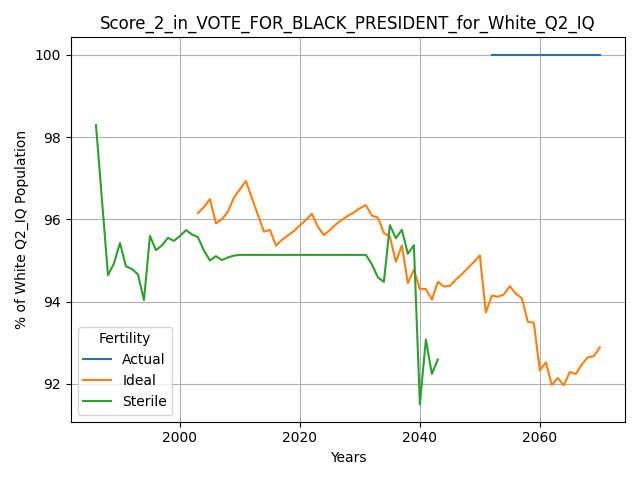 Score_2_in_VOTE_FOR_BLACK_PRESIDENT_for_White_Q2_IQ
% of White Q2_IQ Population
100
98
96
94
92
Fertility
Actual
Ideal
Sterile
2000
2020
2040
2060
Years